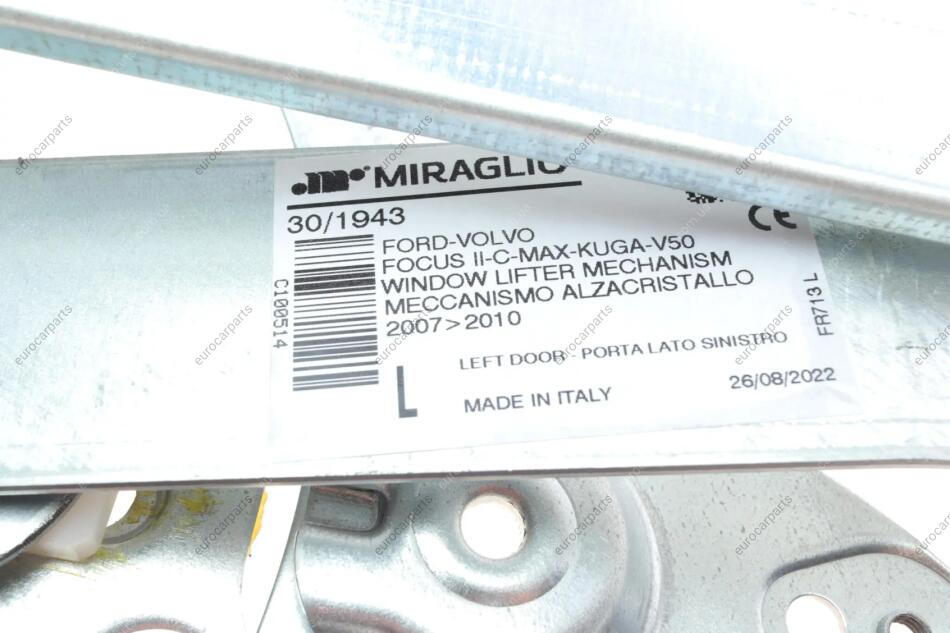 MIRAGLIO
30/1943
CE
FORD-VOLVO
FOCUS II-C-MAX-KUGA-V50
WINDOW LIFTER MECHANISM
MECCANISMO ALZACRISTALLO
2007>2010
C100514
FR713 L
LEFT DOOR - PORTA LATO SINISTRO
L
MADE IN ITALY
26/08/2022
eurocarparts